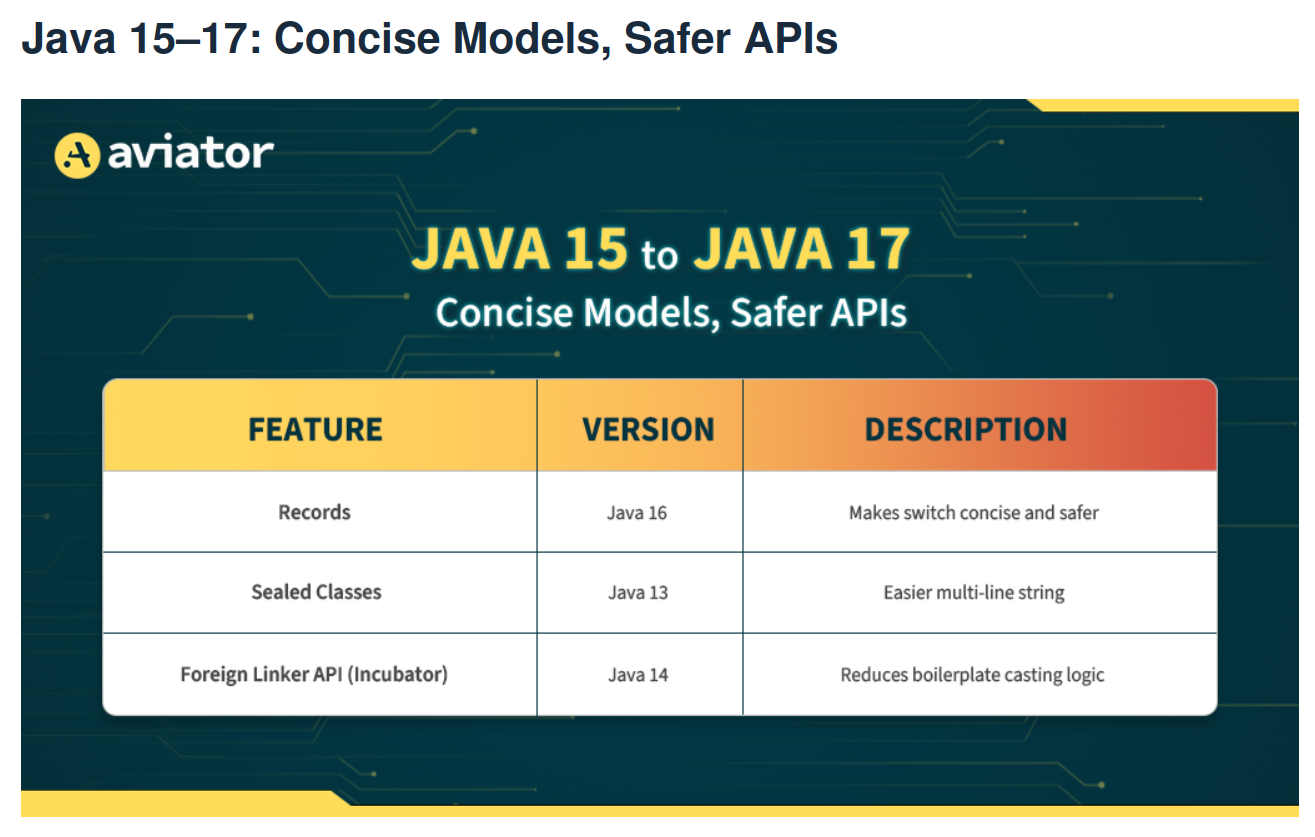 Java 15–17: Concise Models, Safer APIs
aviator
JAVA 15 to JAVA 17
Concise Models, Safer APIs
FEATURE VERSION DESCRIPTION
Records Java 16 Makes switch concise and safer
Sealed Classes Java 13 Easier multi-line string
Foreign Linker API (Incubator) Java 14 Reduces boilerplate casting logic